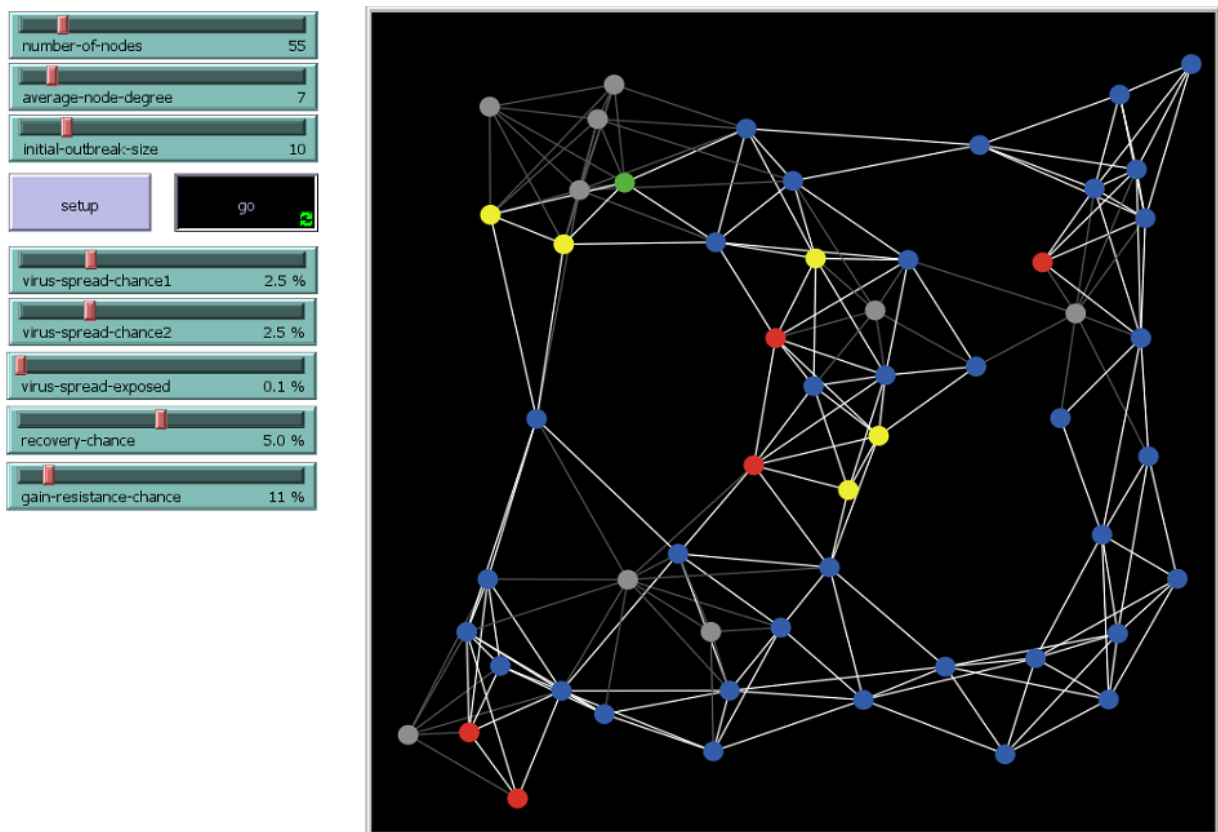 number-of-nodes 55
average-node-degree 7
initial-outbreak-size 10
setup go
virus-spread-chance1 2.5 %
virus-spread-chance2 2.5 %
virus-spread-exposed 0.1 %
recovery-chance 5.0 %
gain-resistance-chance 11 %